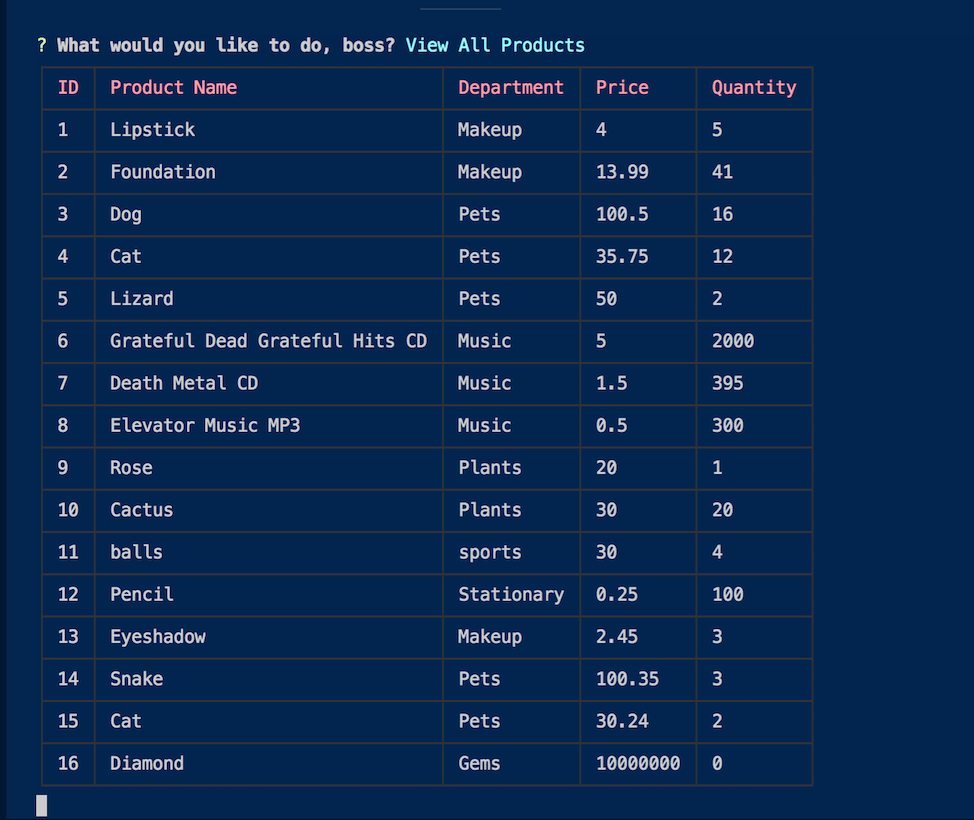 ? What would you like to do, boss? View All Products
ID Product Name Department Price Quantity
1 Lipstick Makeup 4 5
2 Foundation Makeup 13.99 41
3 Dog Pets 100.5 16
4 Cat Pets 35.75 12
5 Lizard Pets 50 2
6 Grateful Dead Grateful Hits CD Music 5 2000
7 Death Metal CD Music 1.5 395
8 Elevator Music MP3 Music 0.5 300
9 Rose Plants 20 1
10 Cactus Plants 30 20
11 balls sports 30 4
12 Pencil Stationary 0.25 100
13 Eyeshadow Makeup 2.45 3
14 Snake Pets 100.35 3
15 Cat Pets 30.24 2
16 Diamond Gems 10000000 0